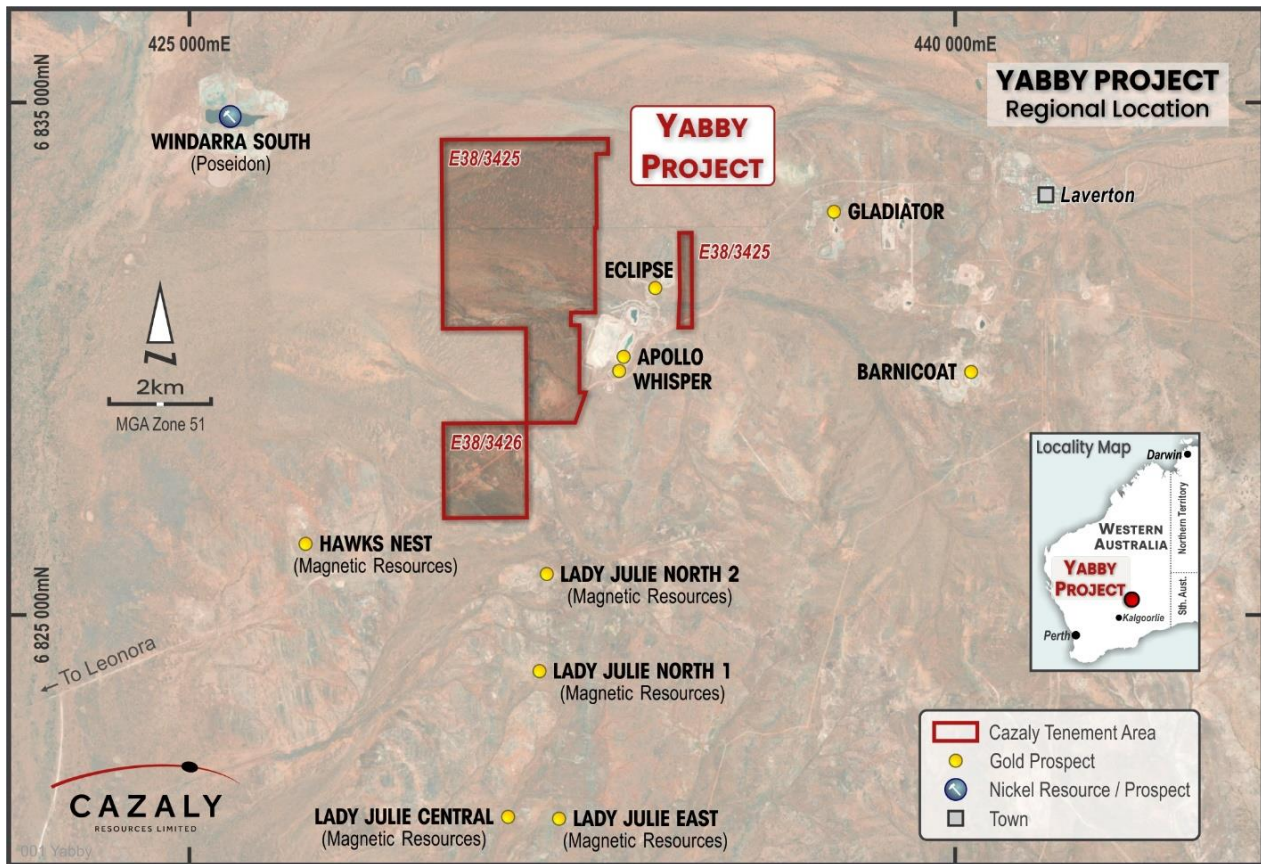 425 000mE
440 000mE
6 835 000mN
YABBY PROJECT
Regional Location
WINDARRA SOUTH
(Poseidon)
E38/3425
YABBY
PROJECT
GLADIATOR
Laverton
E38/3425
ECLIPSE
APOLLO
WHISPER
BARNICOAT
N
2km
MGA Zone 51
E38/3426
Locality Map
Darwin
WESTERN
AUSTRALIA
Northern Territory
YABBY
PROJECT
Sth. Aust.
Kalgoorlie
Perth
HAWKS NEST
(Magnetic Resources)
LADY JULIE NORTH 2
(Magnetic Resources)
6 825 000mN
To Leonora
LADY JULIE NORTH 1
(Magnetic Resources)
Cazaly Tenement Area
Gold Prospect
Nickel Resource / Prospect
Town
CAZALY
RESOURCES LIMITED
LADY JULIE CENTRAL
(Magnetic Resources)
LADY JULIE EAST
(Magnetic Resources)
001 Yabby